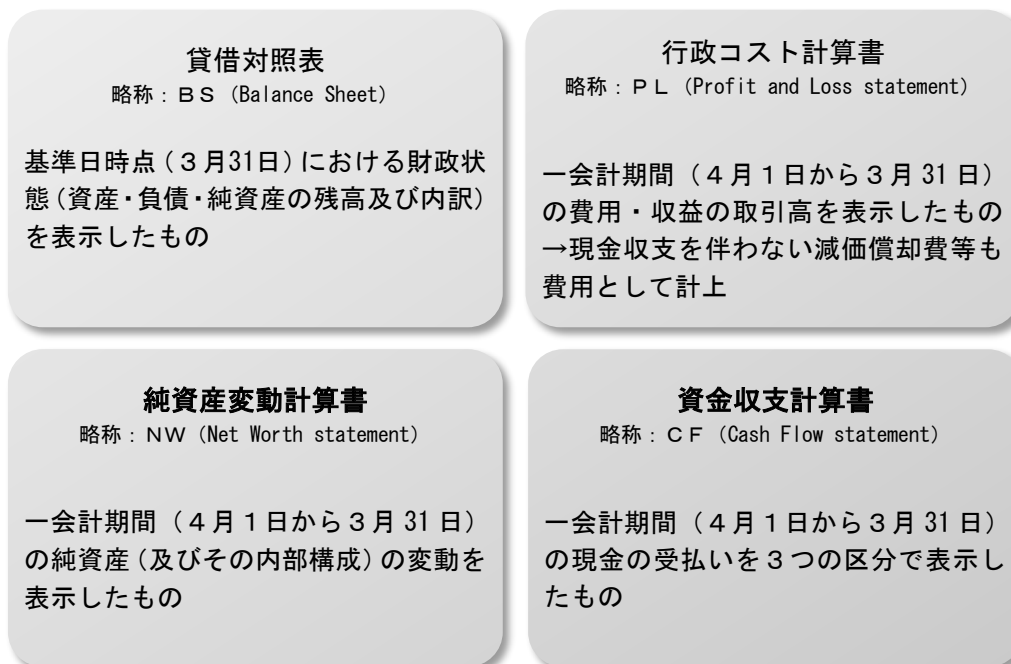 貸借対照表
略称：ＢＳ（Balance Sheet）
基準日時点（３月31日）における財政状
態（資産・負債・純資産の残高及び内訳）
を表示したもの
行政コスト計算書
略称：ＰＬ（Profit and Loss statement）
一会計期間（４月１日から３月 31 日）
の費用・収益の取引高を表示したもの
→現金収支を伴わない減価償却費等も
費用として計上
純資産変動計算書
略称：ＮＷ（Net Worth statement）
一会計期間（４月１日から３月 31 日）
の純資産（及びその内部構成）の変動を
表示したもの
資金収支計算書
略称：ＣＦ（Cash Flow statement）
一会計期間（４月１日から３月 31 日）
の現金の受払いを３つの区分で表示し
たもの